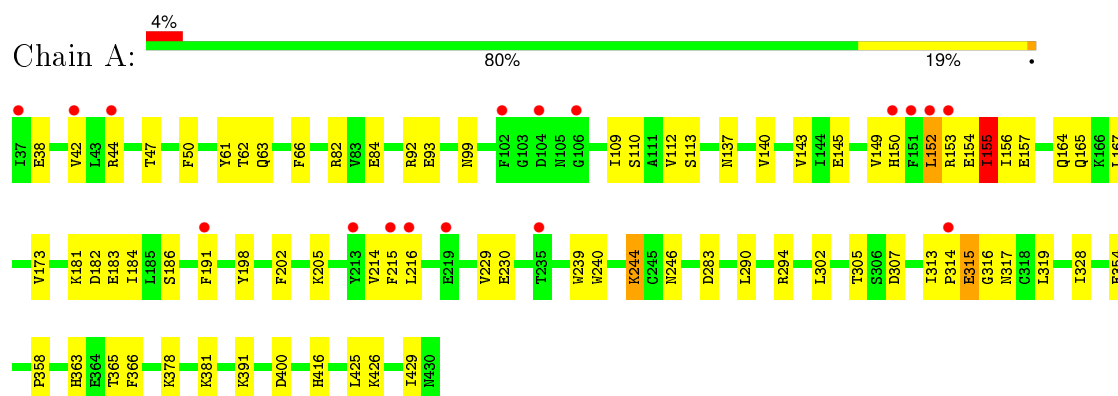 4%
Chain A:
80% 19% •
I37 E38 V42 L43 R44 T47 F50 Y61 T62 Q63 F66 R82 V83 E84 R92 E93 N99 F102 G103 D104 N105 G106 I109 S110 A111 V112 S113 N137 V140 V143 I144 E145 V149 H150 F151 L152 R153 E154 I155 I156 E157 Q164 Q165 K166 L167
V173 K181 D182 E183 I184 L185 S186 F191 Y198 F202 K205 Y213 V214 F215 L216 E219 V229 E230 T235 W239 W240 K244 C245 N246 D283 L290 R294 L302 T305 S306 D307 I313 P314 E315 G316 N317 C318 L319 I328
P358 H363 E364 T365 F366 K378 K381 K391 D400 H416 L425 K426 I429 N430